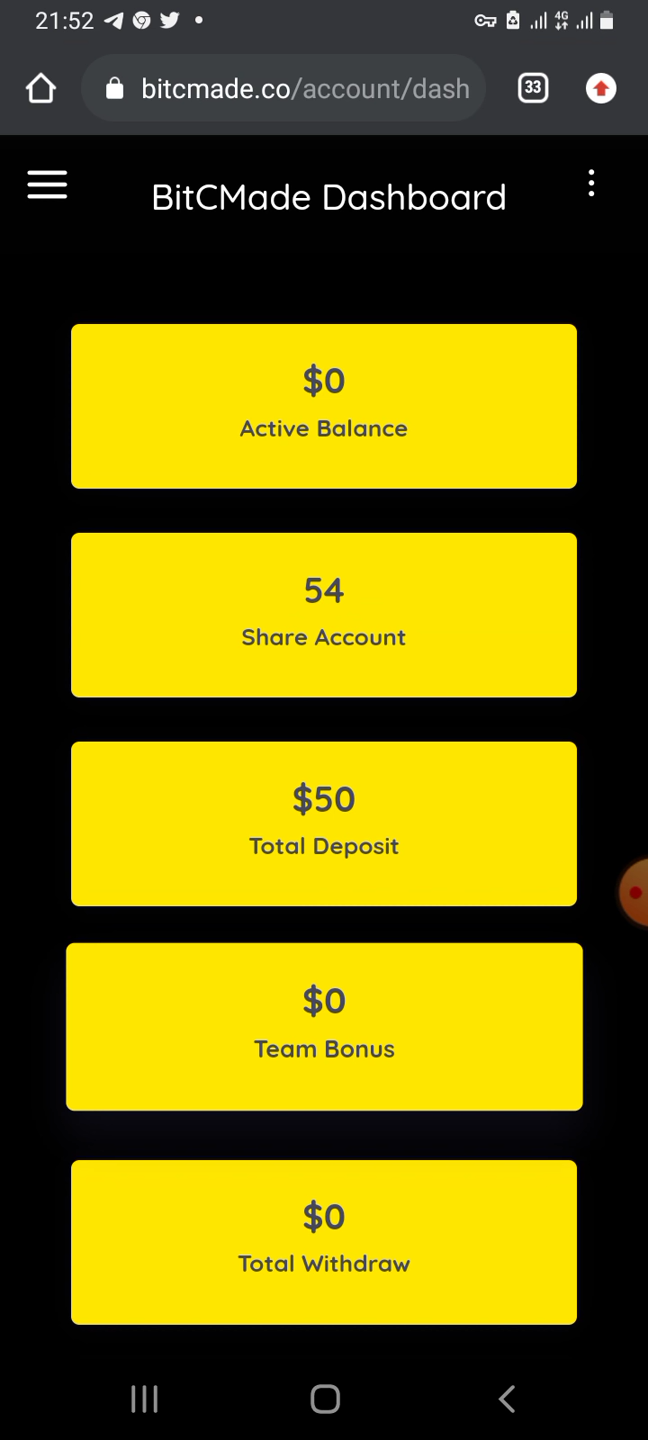 21:52
4G
bitcmade.co/account/dash
33
BitCMade Dashboard
$0
Active Balance
54
Share Account
$50
Total Deposit
$0
Team Bonus
$0
Total Withdraw